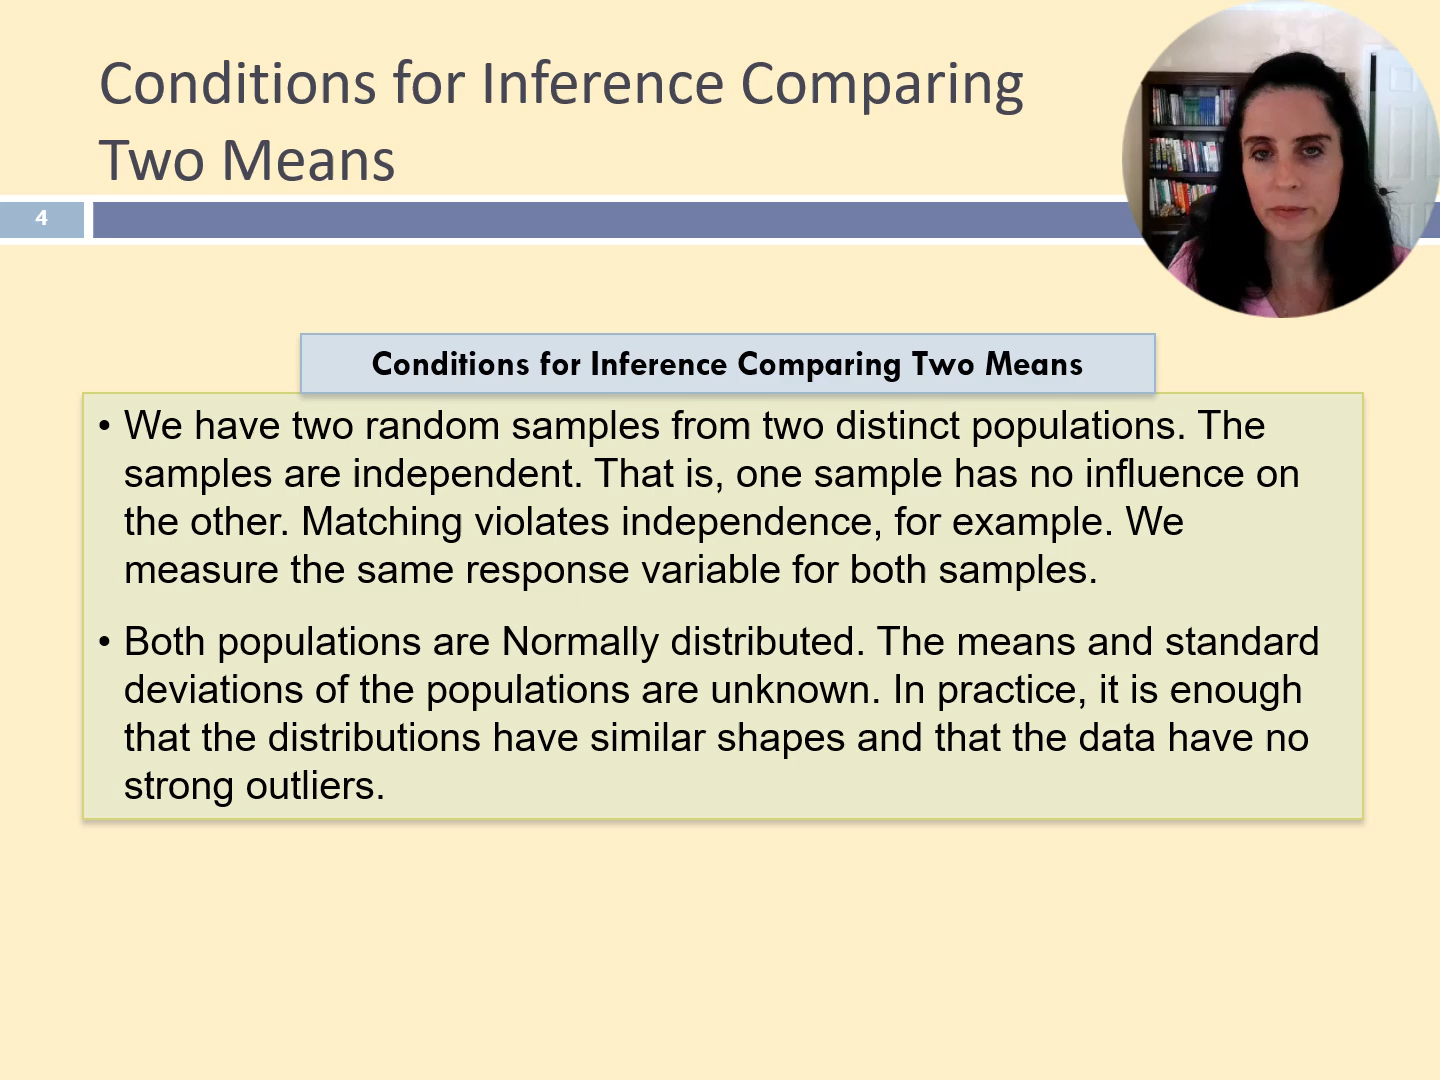 Conditions for Inference Comparing
Two Means
4
Conditions for Inference Comparing Two Means
• We have two random samples from two distinct populations. The
samples are independent. That is, one sample has no influence on
the other. Matching violates independence, for example. We
measure the same response variable for both samples.
• Both populations are Normally distributed. The means and standard
deviations of the populations are unknown. In practice, it is enough
that the distributions have similar shapes and that the data have no
strong outliers.